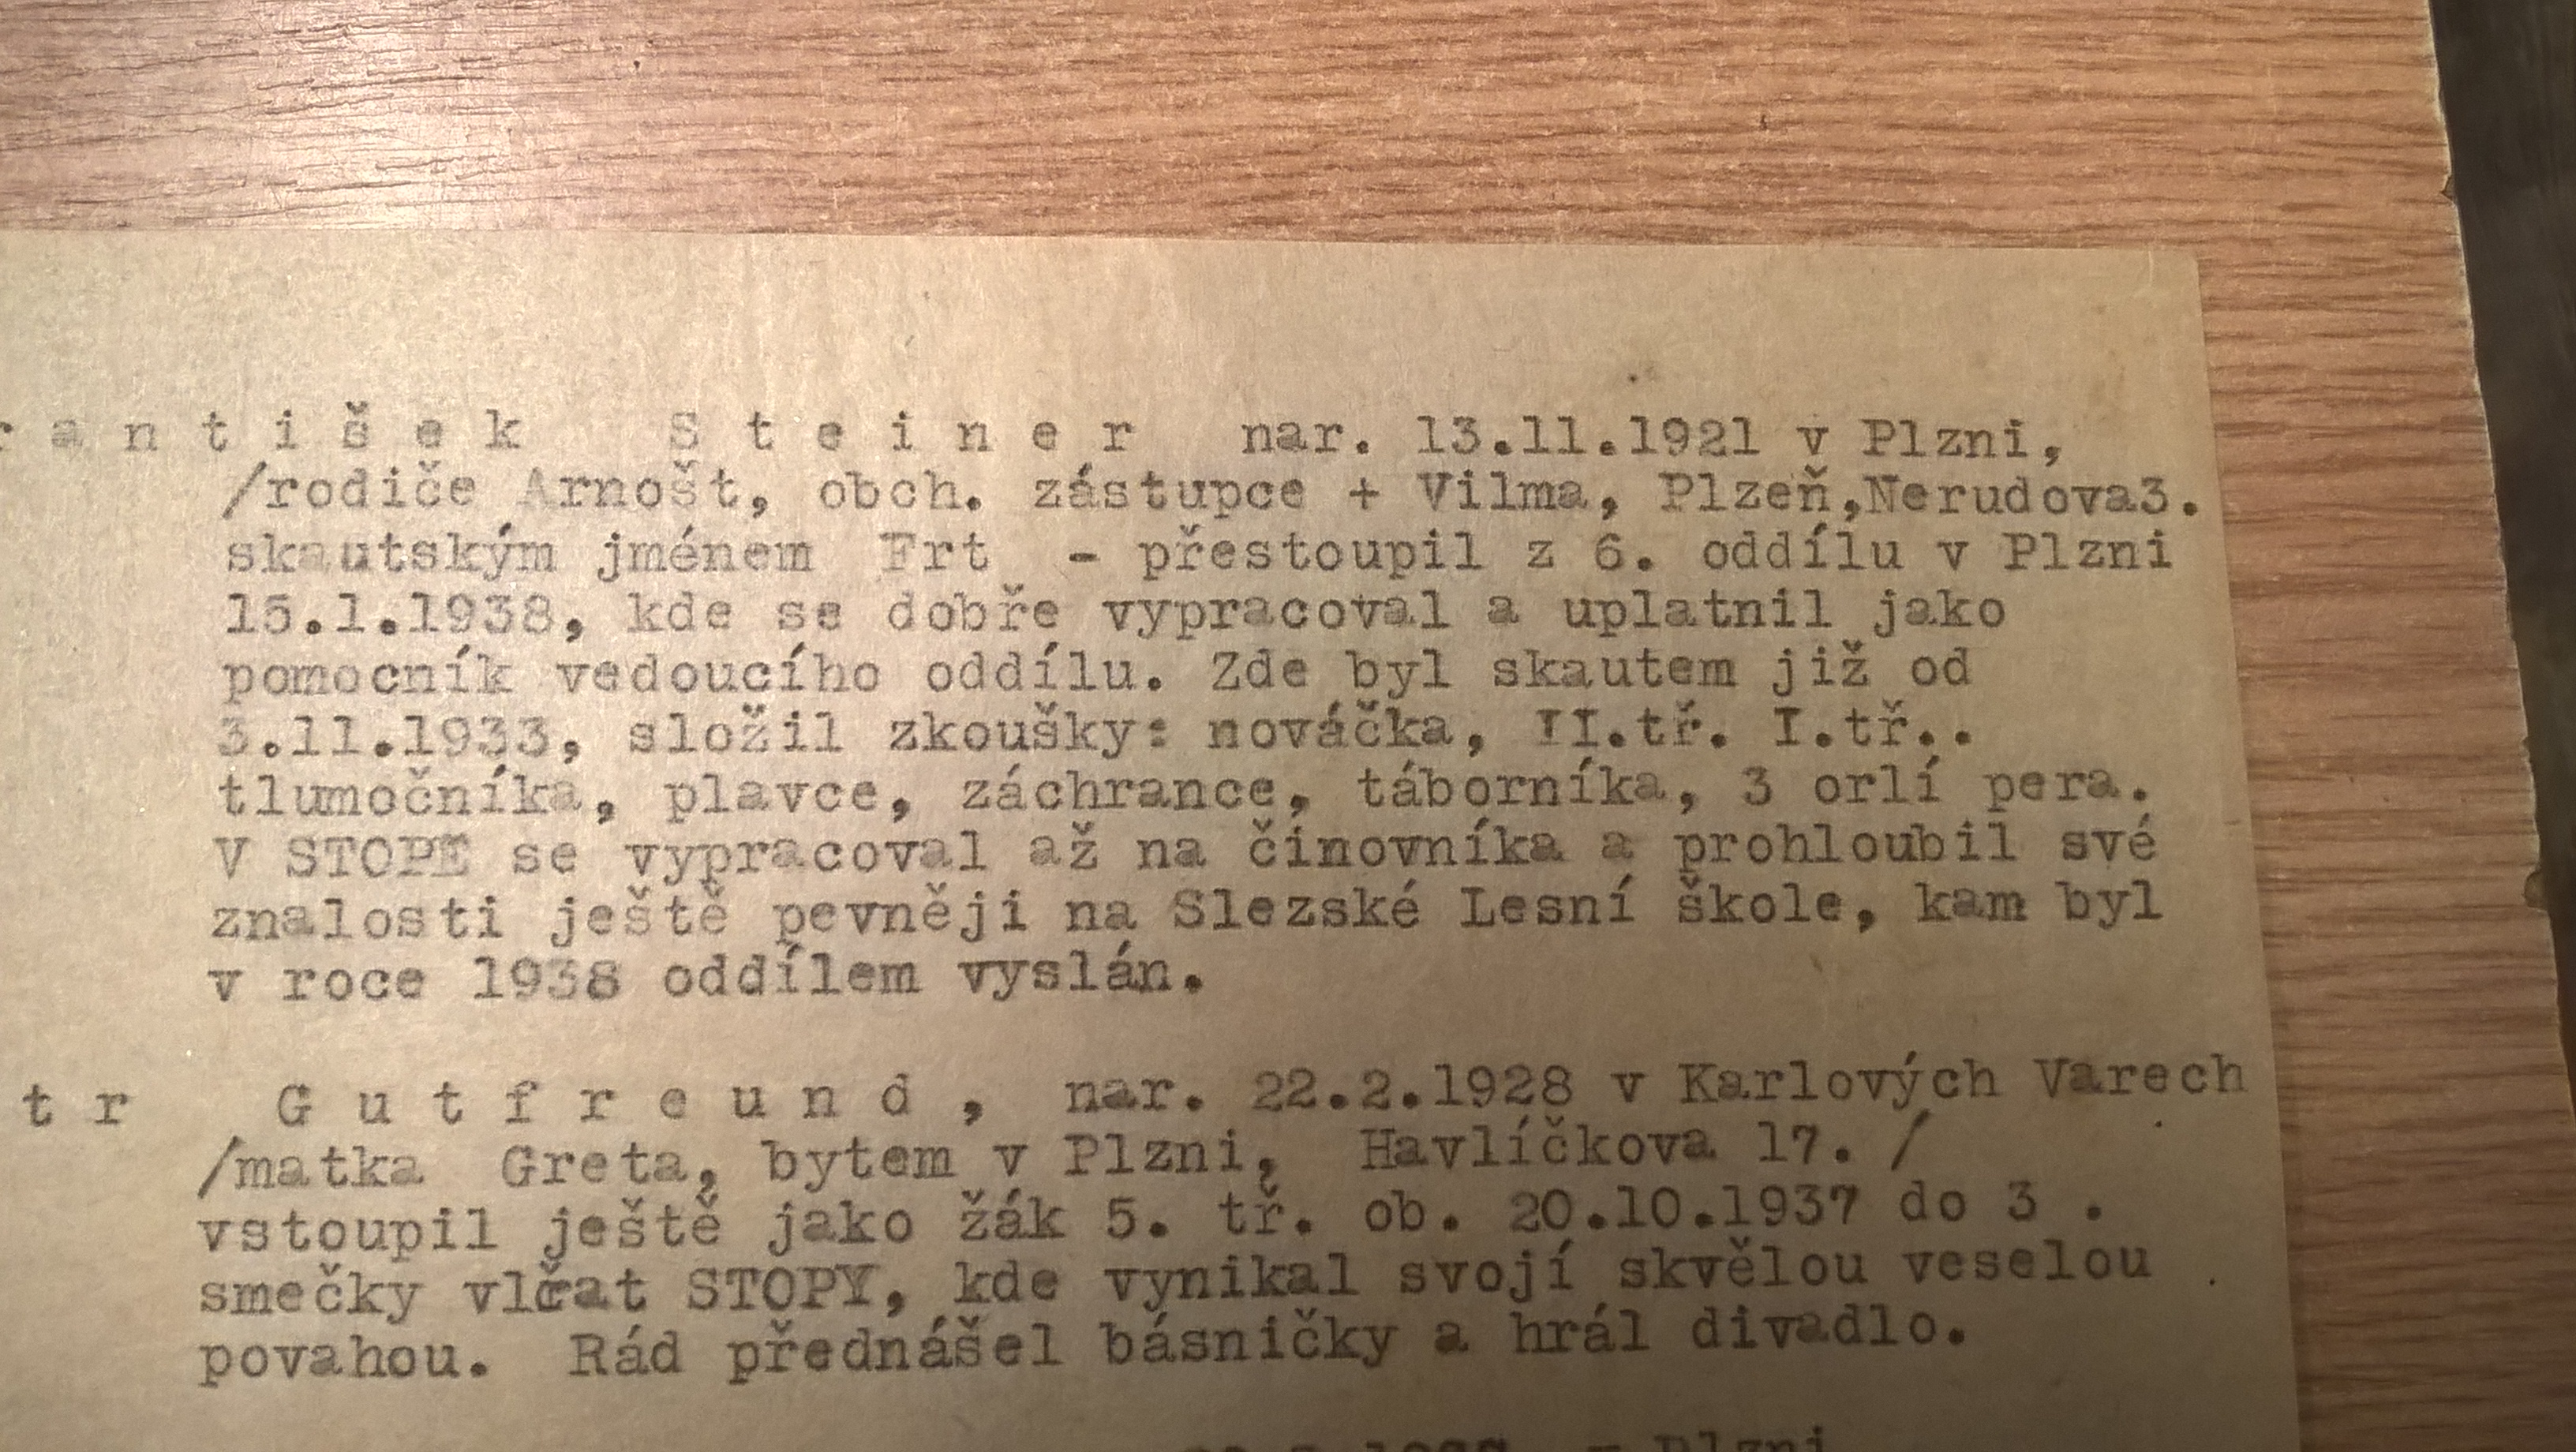 rantišek Steiner nar. 13.11.1921 v Plzni,
/rodiče Arnošt, obch. zástupce + Vilma, Plzeň,Nerudova3.
skautským jménem Frt - přestoupil z 6. oddílu v Plzni
15.1.1938, kde se dobře vypracoval a uplatnil jako
pomocník vedoucího oddílu. Zde byl skautem již od
3.11.1933, složil zkoušky: nováčka, II.tř. I.tř..
tlumočníka, plavce, záchrance, táborníka, 3 orlí pera.
V STOPE se vypracoval až na činovníka a prohloubil své
znalosti ještě pevněji na Slezské Lesní škole, kam byl
v roce 1938 oddílem vyslán.
tr Gutfreund, nar. 22.2.1928 v Karlových Varech
/matka Greta, bytem v Plzni, Havlíčkova 17. /
vstoupil ještě jako žák 5. tř. ob. 20.10.1937 do 3 .
smečky vlčat STOPY, kde vynikal svojí skvělou veselou
povahou. Rád přednášel básničky a hrál divadlo.
Plzni